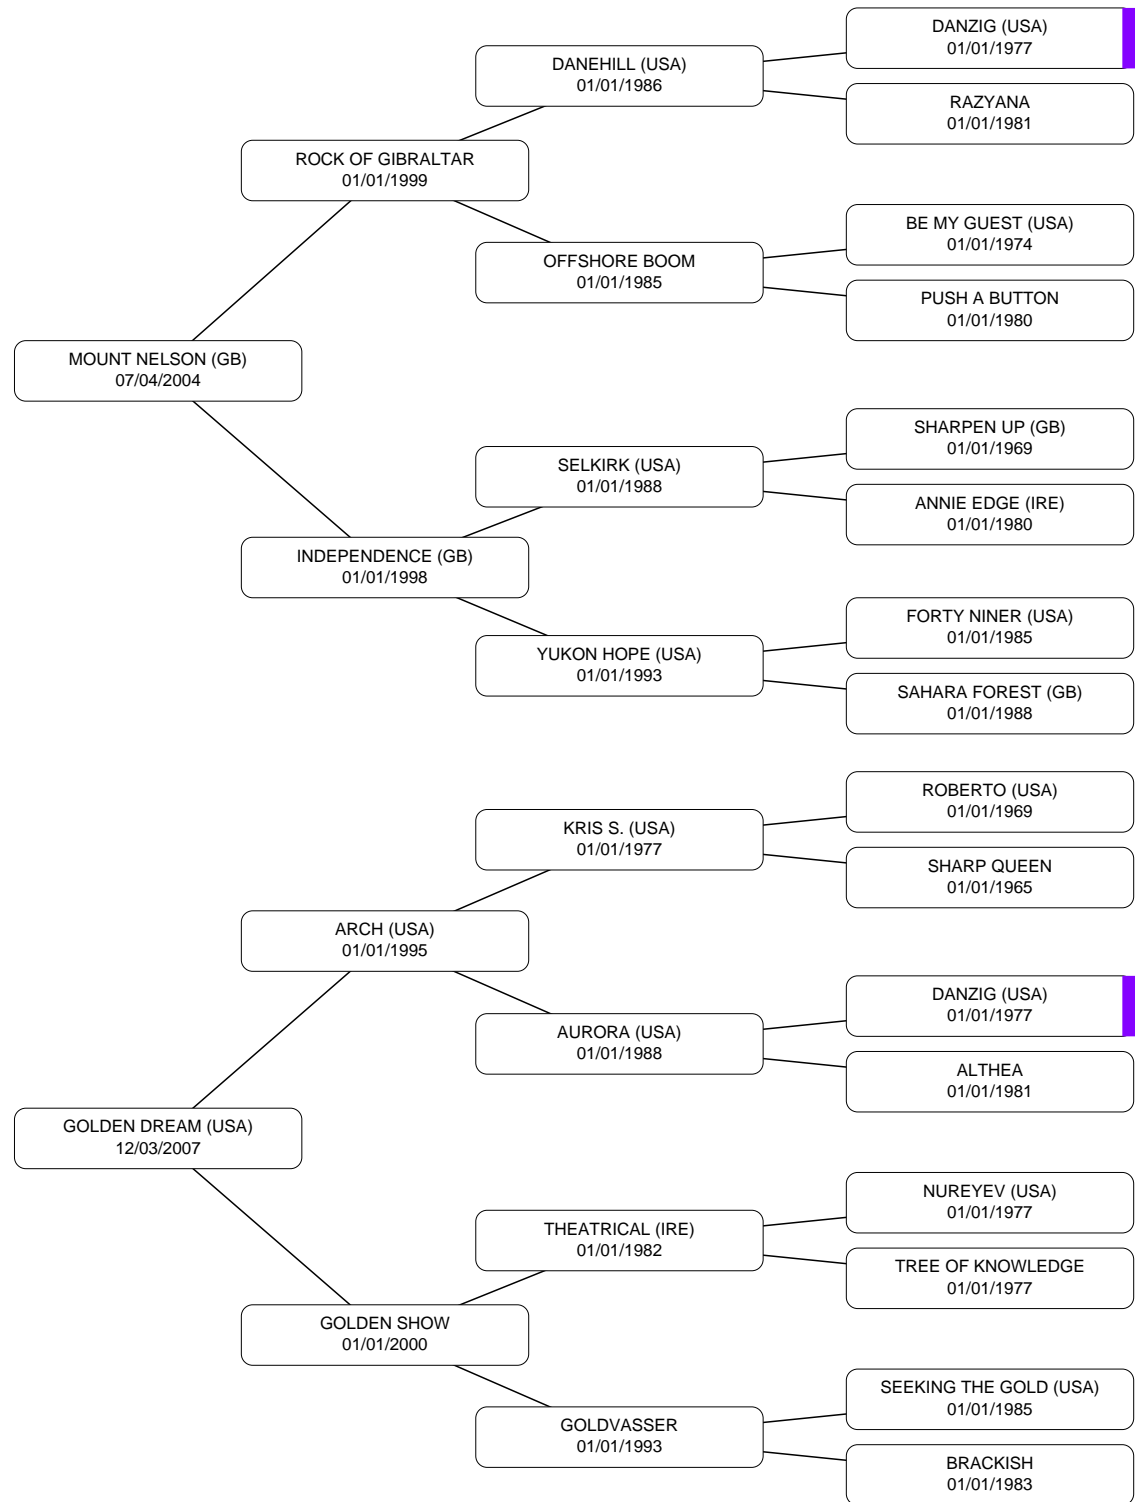 DANZIG (USA)
01/01/1977
DANEHILL (USA)
01/01/1986
RAZYANA
01/01/1981
ROCK OF GIBRALTAR
01/01/1999
BE MY GUEST (USA)
01/01/1974
OFFSHORE BOOM
01/01/1985
PUSH A BUTTON
01/01/1980
MOUNT NELSON (GB)
07/04/2004
SHARPEN UP (GB)
01/01/1969
SELKIRK (USA)
01/01/1988
ANNIE EDGE (IRE)
01/01/1980
INDEPENDENCE (GB)
01/01/1998
FORTY NINER (USA)
01/01/1985
YUKON HOPE (USA)
01/01/1993
SAHARA FOREST (GB)
01/01/1988
ROBERTO (USA)
01/01/1969
KRIS S. (USA)
01/01/1977
SHARP QUEEN
01/01/1965
ARCH (USA)
01/01/1995
DANZIG (USA)
01/01/1977
AURORA (USA)
01/01/1988
ALTHEA
01/01/1981
GOLDEN DREAM (USA)
12/03/2007
NUREYEV (USA)
01/01/1977
THEATRICAL (IRE)
01/01/1982
TREE OF KNOWLEDGE
01/01/1977
GOLDEN SHOW
01/01/2000
SEEKING THE GOLD (USA)
01/01/1985
GOLDVASSER
01/01/1993
BRACKISH
01/01/1983